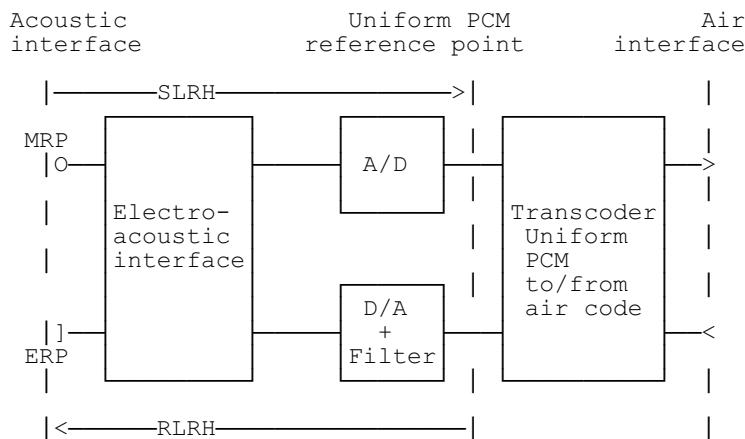 Acoustic Uniform PCM Air
interface reference point interface
SLRH
MRP
O
A/D
Electro-
acoustic
interface
Transcoder
Uniform
PCM
to/from
air code
D/A
+
Filter
]
ERP
RLRH